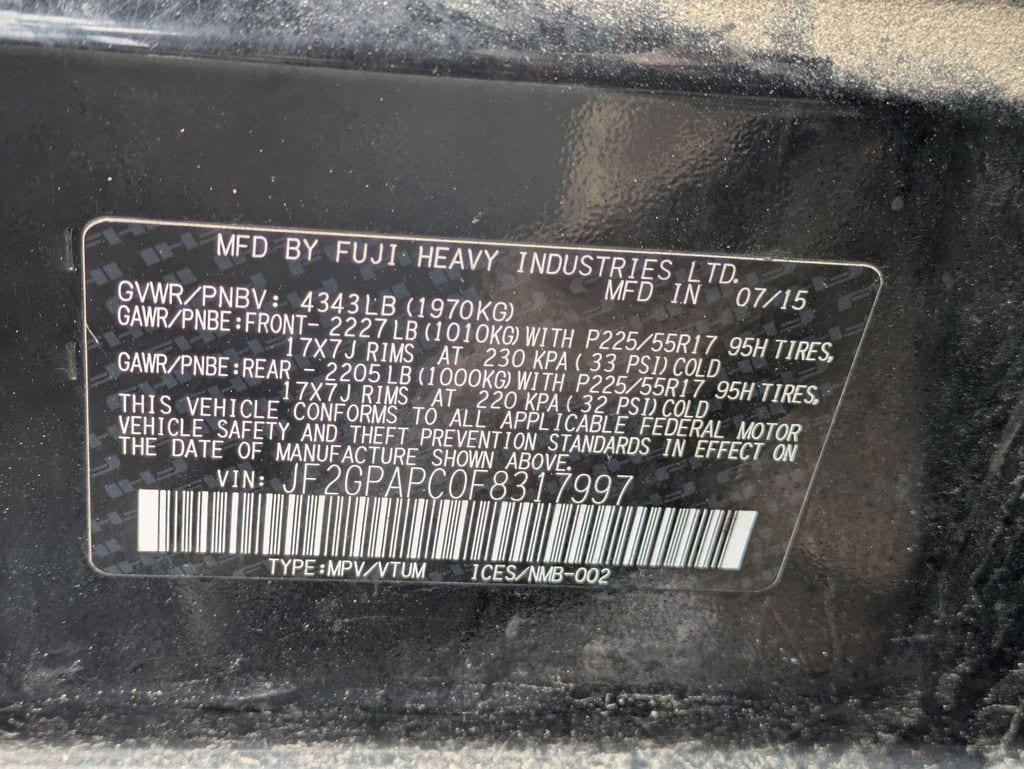 MFD BY FUJI HEAVY INDUSTRIES LTD.
MFD IN 07/15
GVWR/PNBV: 4343LB (1970KG)
GAWR/PNBE:FRONT- 2227LB (1010KG) WITH P225/55R17 95H TIRES,
17X7J RIMS AT 230 KPA (33 PSI) COLD
GAWR/PNBE:REAR - 2205LB (1000KG) WITH P225/55R17 95H TIRES,
17X7J RIMS AT 220 KPA (32 PSI) COLD
THIS VEHICLE CONFORMS TO ALL APPLICABLE FEDERAL MOTOR
VEHICLE SAFETY AND THEFT PREVENTION STANDARDS IN EFFECT ON
THE DATE OF MANUFACTURE SHOWN ABOVE.
VIN: JF2GPAPC0F8317997
TYPE:MPV/VTUM ICES/NMB-002